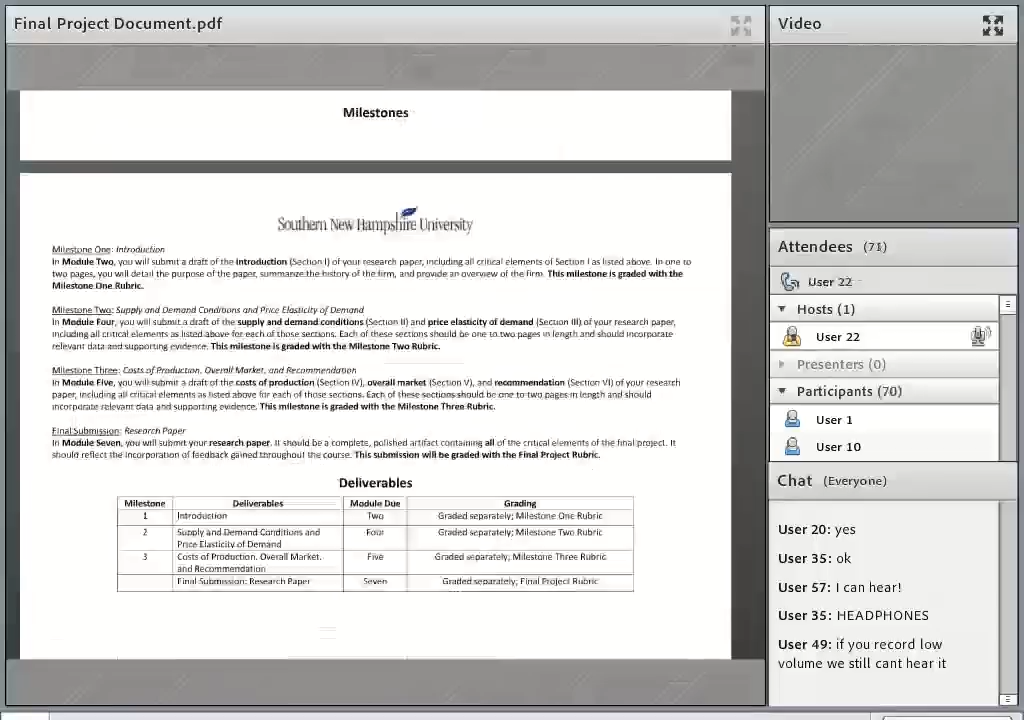 Final Project Document.pdf
Milestones
Southern New Hampshire University
Milestone One: Introduction
In Module Two, you will submit a draft of the introduction (Section I) of your research paper, including all critical elements of Section I as listed above. In one to
two pages, you will detail the purpose of the paper, summarize the history of the firm, and provide an overview of the firm. This milestone is graded with the
Milestone One Rubric.
Milestone Two: Supply and Demand Conditions and Price Elasticity of Demand
In Module Four, you will submit a draft of the supply and demand conditions (Section II) and price elasticity of demand (Section III) of your research paper,
including all critical elements as listed above for each of those sections. Each of these sections should be one to two pages in length and should incorporate
relevant data and supporting evidence. This milestone is graded with the Milestone Two Rubric.
Milestone Three: Costs of Production, Overall Market, and Recommendation
In Module Five, you will submit a draft of the costs of production (Section IV), overall market (Section V), and recommendation (Section VI) of your research
paper, including all critical elements as listed above for each of those sections. Each of these sections should be one to two pages in length and should
incorporate relevant data and supporting evidence. This milestone is graded with the Milestone Three Rubric.
Final Submission: Research Paper
In Module Seven, you will submit your research paper. It should be a complete, polished artifact containing all of the critical elements of the final project. It
should reflect the incorporation of feedback gained throughout the course. This submission will be graded with the Final Project Rubric.
Deliverables
Milestone Deliverables Module Due Grading
1 Introduction Two Graded separately; Milestone One Rubric
2 Supply and Demand Conditions and Four Graded separately; Milestone Two Rubric
Price Elasticity of Demand
3 Costs of Production, Overall Market, Five Graded separately; Milestone Three Rubric
and Recommendation
Final Submission: Research Paper Seven Graded separately; Final Project Rubric
Video
Attendees (71)
User 22
Hosts (1)
User 22
Presenters (0)
Participants (70)
User 1
User 10
Chat (Everyone)
User 20: yes
User 35: ok
User 57: I can hear!
User 35: HEADPHONES
User 49: if you record low
volume we still cant hear it